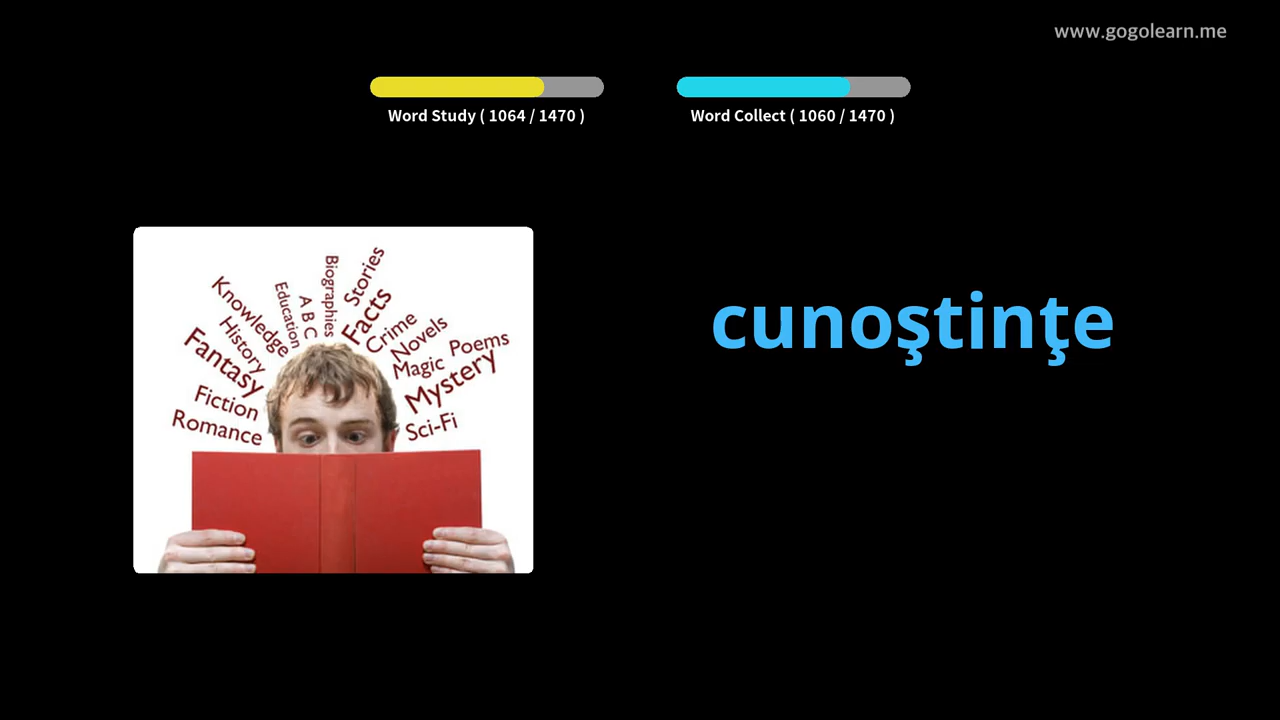 www.gogolearn.me
Word Study ( 1064 / 1470 )
Word Collect ( 1060 / 1470 )
cunoştinţe
Knowledge
Education
A B C
Biographies
Stories
Facts
Crime
Novels
Poems
History
Magic
Fantasy
Mystery
Fiction
Romance
Sci-Fi